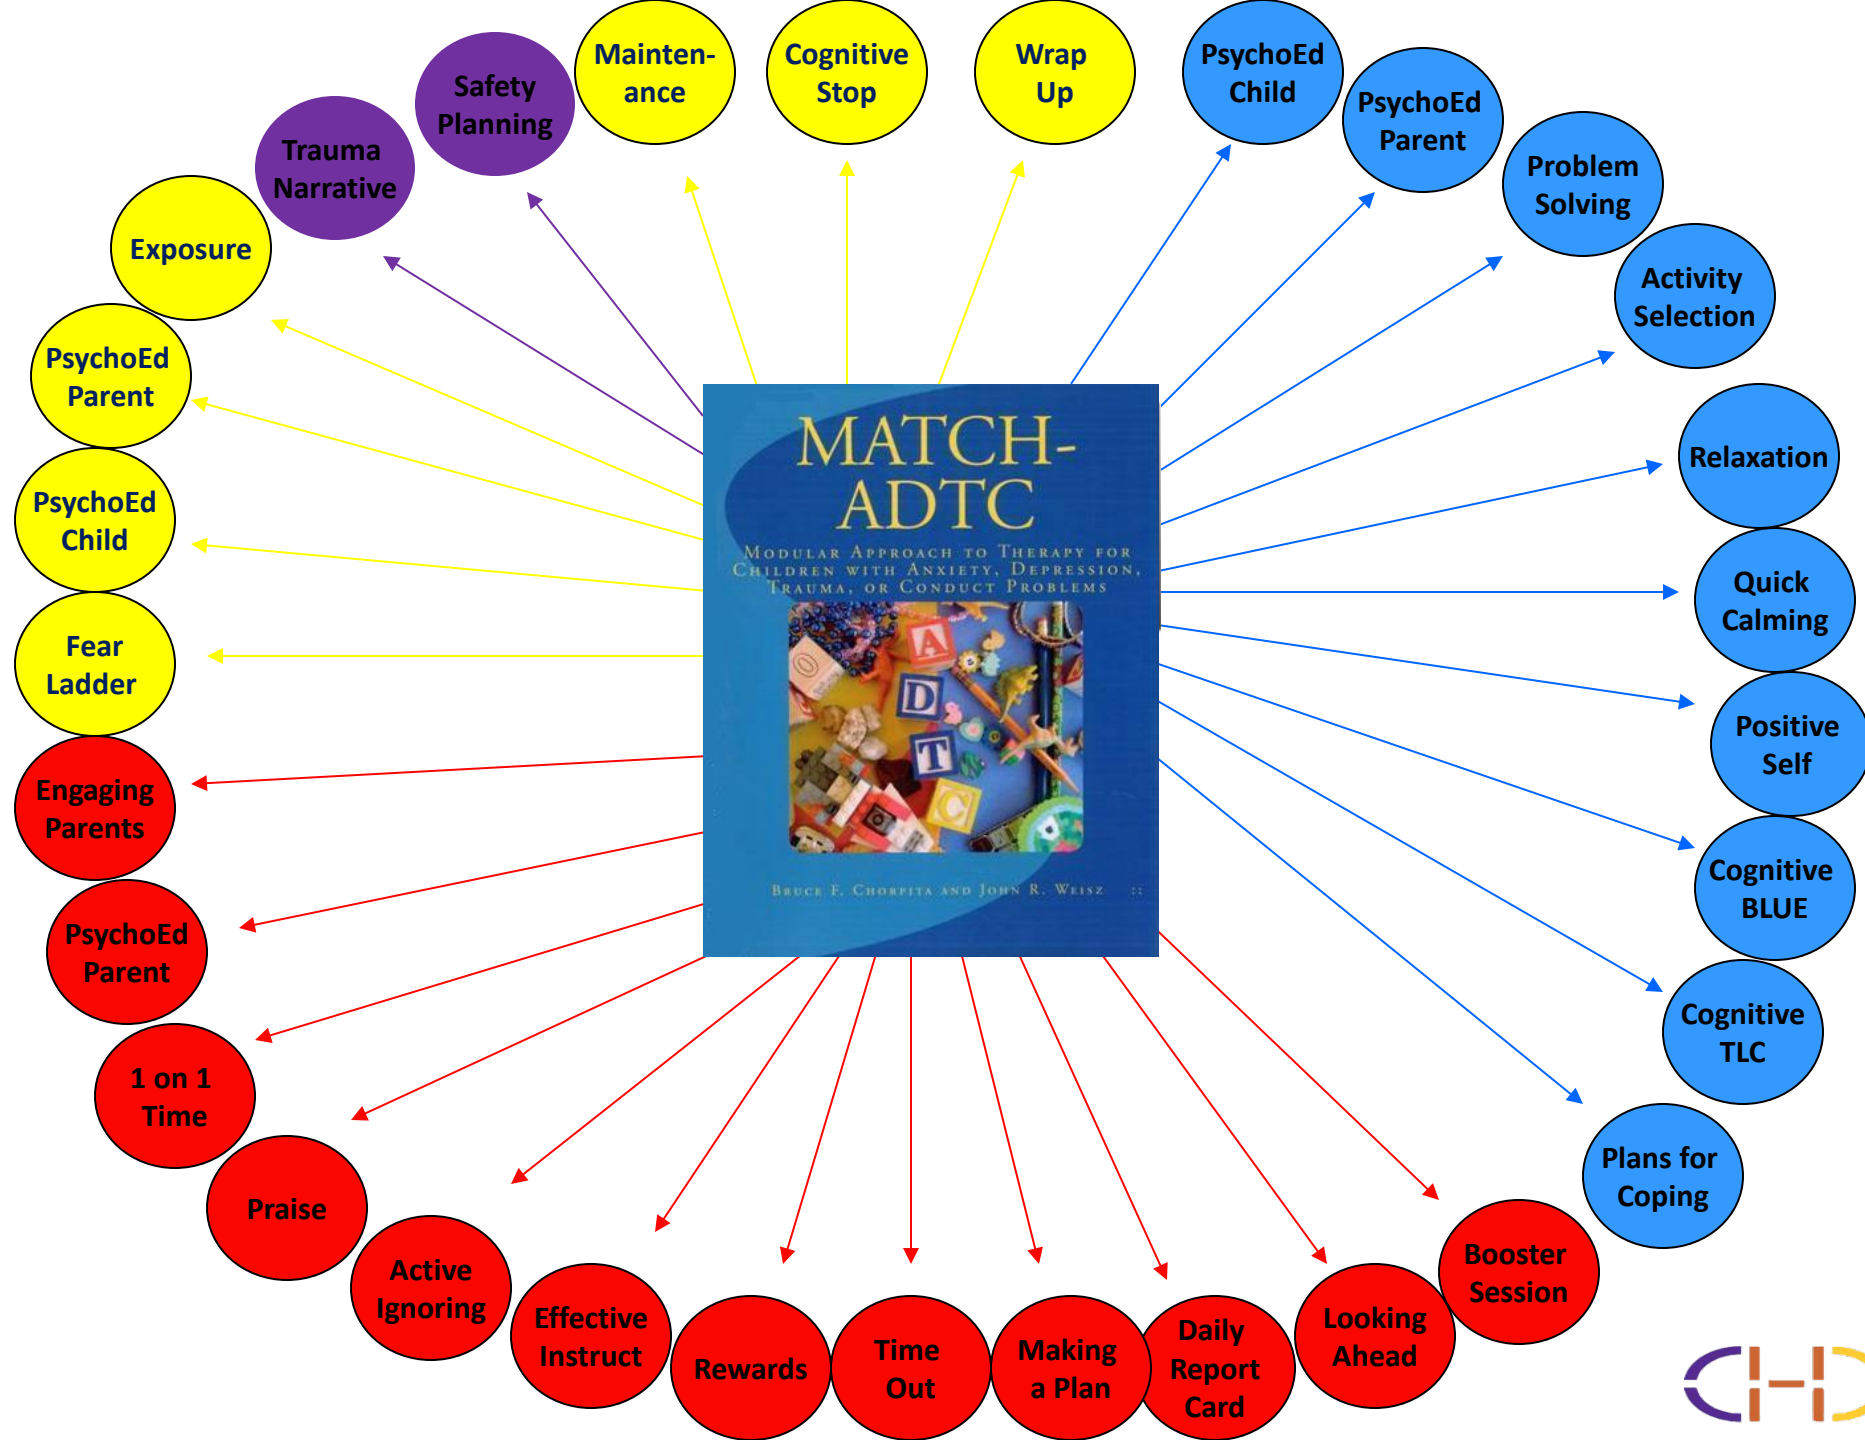 Mainten-
ance
Cognitive
Stop
Wrap
Up
PsychoEd
Child
PsychoEd
Parent
Problem
Solving
Activity
Selection
Relaxation
Quick
Calming
Positive
Self
Cognitive
BLUE
Cognitive
TLC
Plans for
Coping
Booster
Session
Looking
Ahead
Daily
Report
Card
Making
a Plan
Time
Out
Rewards
Effective
Instruct
Active
Ignoring
Praise
1 on 1
Time
PsychoEd
Parent
Engaging
Parents
Fear
Ladder
PsychoEd
Child
PsychoEd
Parent
Exposure
Trauma
Narrative
Safety
Planning
MATCH-
ADTC
MODULAR APPROACH TO THERAPY FOR
CHILDREN WITH ANXIETY, DEPRESSION,
TRAUMA, OR CONDUCT PROBLEMS
A
D
T
C
BRUCE F. CHORPITA AND JOHN R. WEISZ ::
CHD